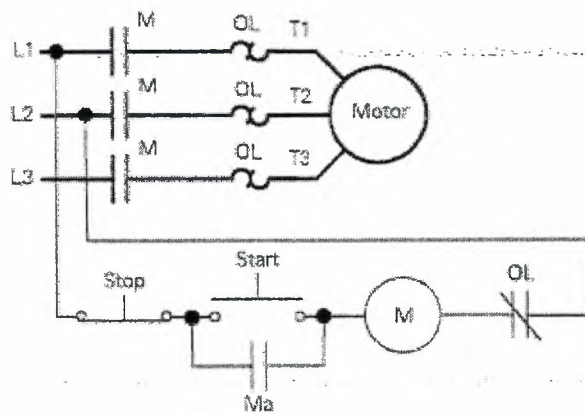 M OL T1
L1
M
L2 OL T2 Motor
M
L3 OL T3
Start
Stop OL
M
Ma